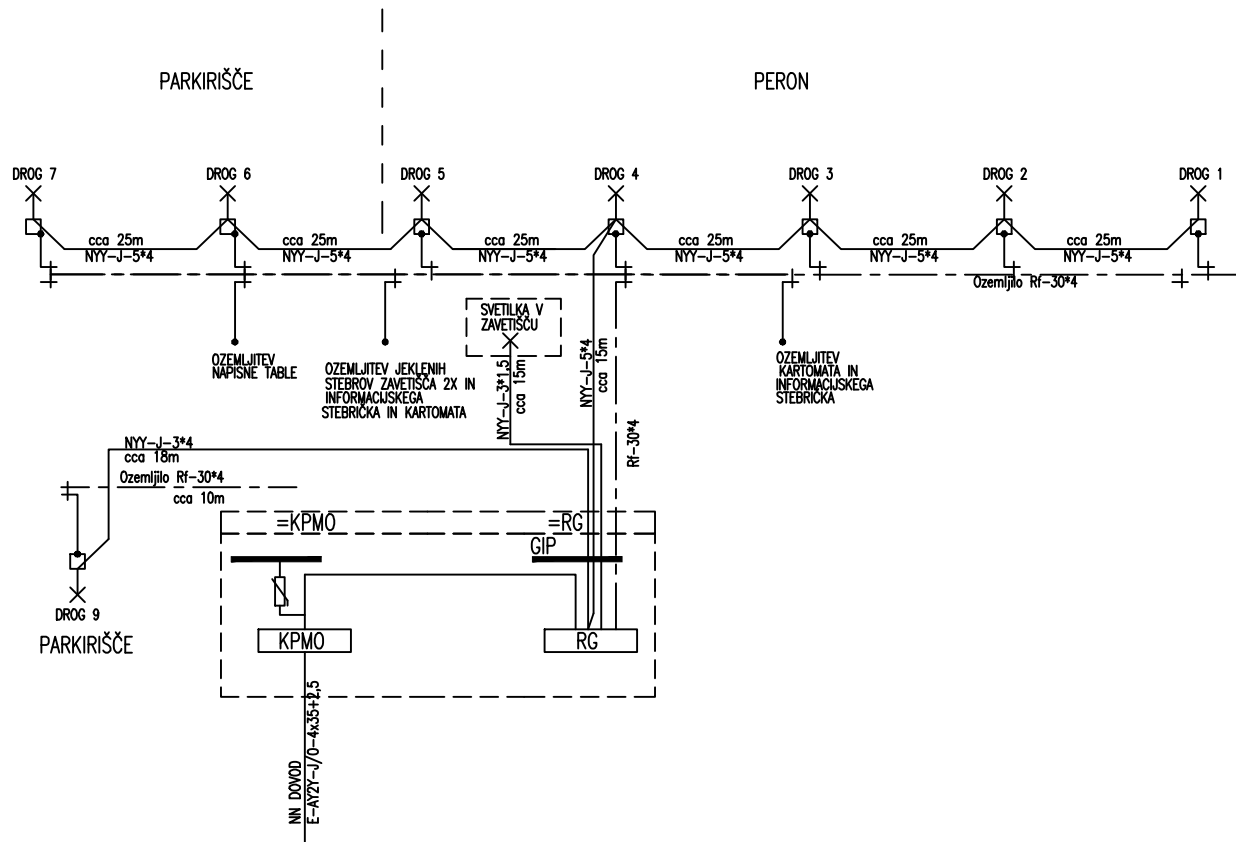 PARKIRIŠČE
PERON
DROG 7
DROG 6
DROG 5
DROG 4
DROG 3
DROG 2
DROG 1
cca 25m
NYY-J-5*4
cca 25m
NYY-J-5*4
cca 25m
NYY-J-5*4
cca 25m
NYY-J-5*4
cca 25m
NYY-J-5*4
cca 25m
NYY-J-5*4
Ozemljilo Rf-30*4
SVETILKA V
ZAVETIŠČU
OZEMLJITEV
NAPISNE TABLE
OZEMLJITEV JEKLENIH
STEBROV ZAVETIŠČA 2X IN
INFORMACIJSKEGA
STEBRIČKA IN KARTOMATA
NYY-J-3*1,5
cca 15m
NYY-J-5*4
cca 15m
OZEMLJITEV
KARTOMATA IN
INFORMACIJSKEGA
STEBRIČKA
Rf-30*4
NYY-J-3*4
cca 18m
Ozemljilo Rf-30*4
cca 10m
=KPMO
=RG
GIP
DROG 9
PARKIRIŠČE
KPMO
RG
NN DOVOD
E-AY2Y-J/O-4x35+2,5